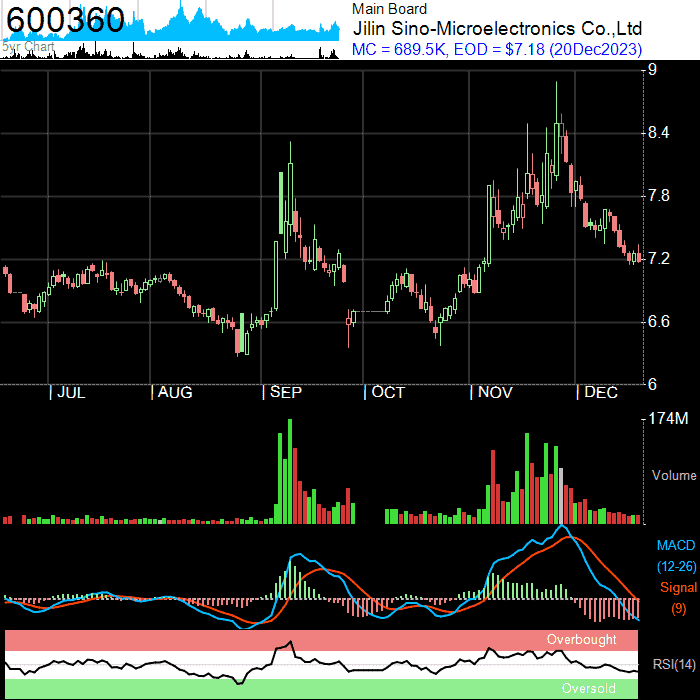 600360
5yr Chart
Main Board
Jilin Sino-Microelectronics Co.,Ltd
MC = 689.5K, EOD = $7.18 (20Dec2023)
9
8.4
7.8
7.2
6.6
6
| JUL | AUG | SEP | OCT | NOV | DEC
174M
Volume
MACD
(12-26)
Signal
(9)
Overbought
RSI(14)
Oversold